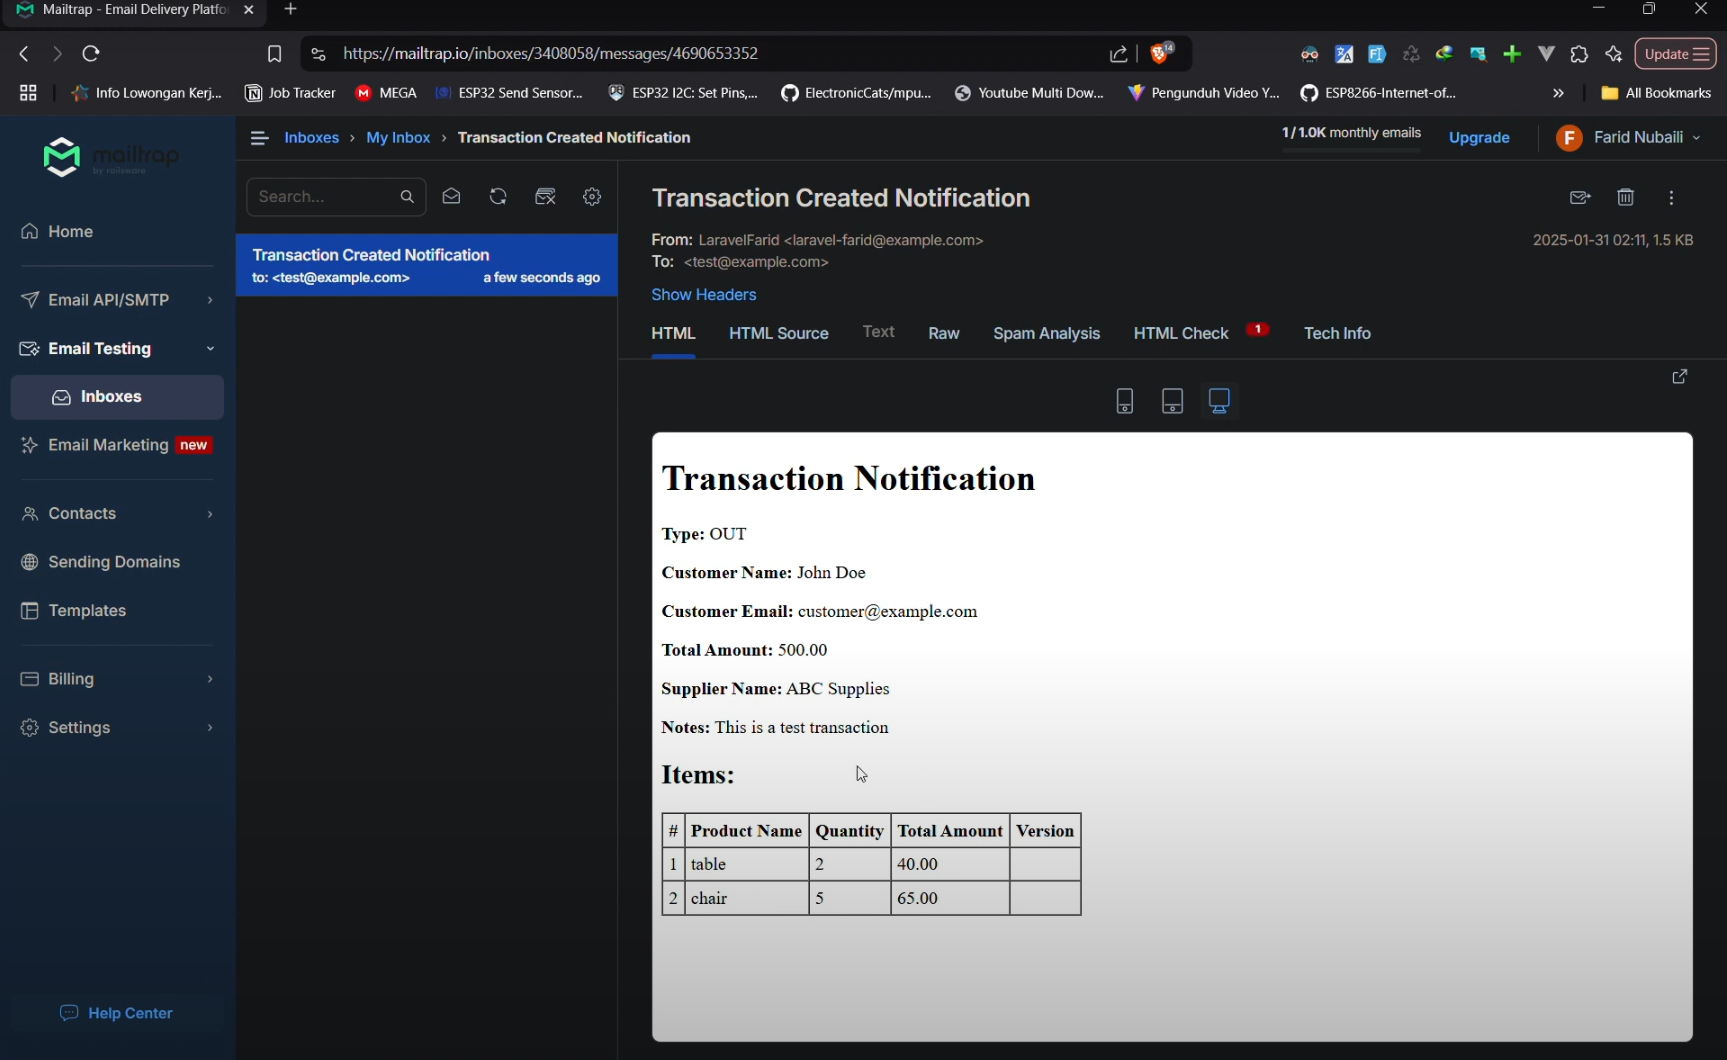 Mailtrap - Email Delivery Platfo
https://mailtrap.io/inboxes/3408058/messages/4690653352
14
Update
Info Lowongan Kerj...
Job Tracker
MEGA
ESP32 Send Sensor...
ESP32 I2C: Set Pins,...
ElectronicCats/mpu...
Youtube Multi Dow...
Pengunduh Video Y...
ESP8266-Internet-of...
»
All Bookmarks
mailtrap
by railsware
Home
Email API/SMTP
Email Testing
Inboxes
Email Marketing new
Contacts
Sending Domains
Templates
Billing
Settings
Help Center
Inboxes › My Inbox › Transaction Created Notification
1 / 1.0K monthly emails
Upgrade
F
Farid Nubaili
Search...
Transaction Created Notification
to: <test@example.com> a few seconds ago
Transaction Created Notification
From: LaravelFarid <laravel-farid@example.com>
2025-01-31 02:11, 1.5 KB
To: <test@example.com>
Show Headers
HTML HTML Source Text Raw Spam Analysis HTML Check 1 Tech Info
Transaction Notification
Type: OUT
Customer Name: John Doe
Customer Email: customer@example.com
Total Amount: 500.00
Supplier Name: ABC Supplies
Notes: This is a test transaction
Items:
# Product Name Quantity Total Amount Version
1 table 2 40.00
2 chair 5 65.00